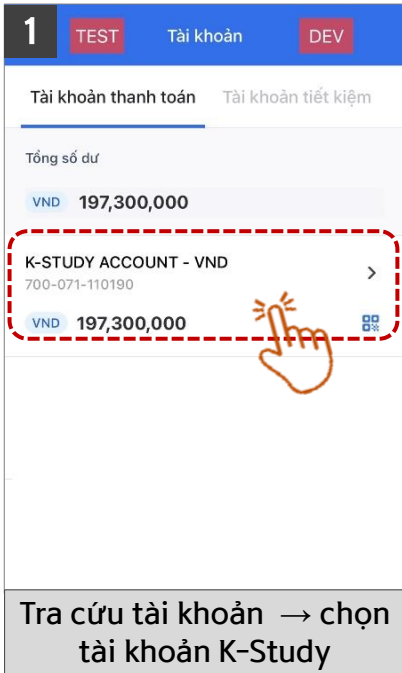 1
TEST Tài khoản DEV
Tài khoản thanh toán Tài khoản tiết kiệm
Tổng số dư
VND 197,300,000
K-STUDY ACCOUNT - VND
700-071-110190
VND 197,300,000
Tra cứu tài khoản → chọn
tài khoản K-Study